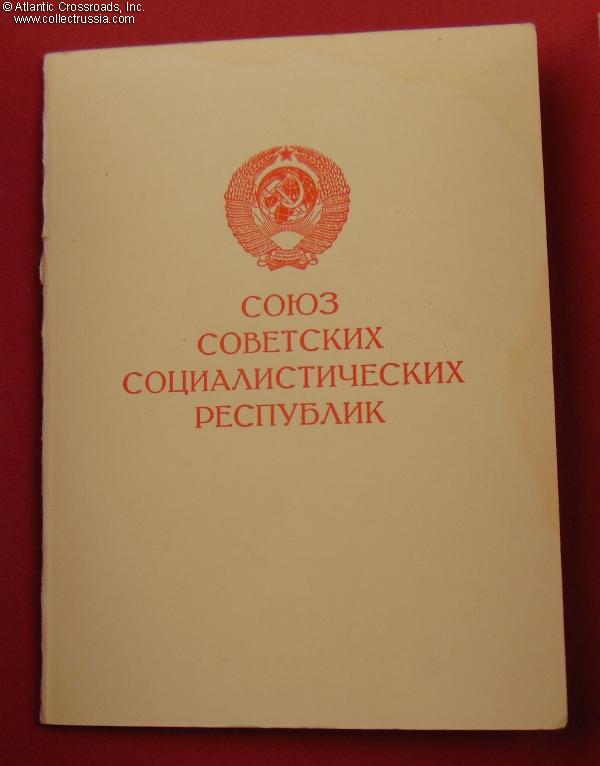 © Atlantic Crossroads, Inc.
www.collectrussia.com
СОЮЗ
СОВЕТСКИХ
СОЦИАЛИСТИЧЕСКИХ
РЕСПУБЛИК